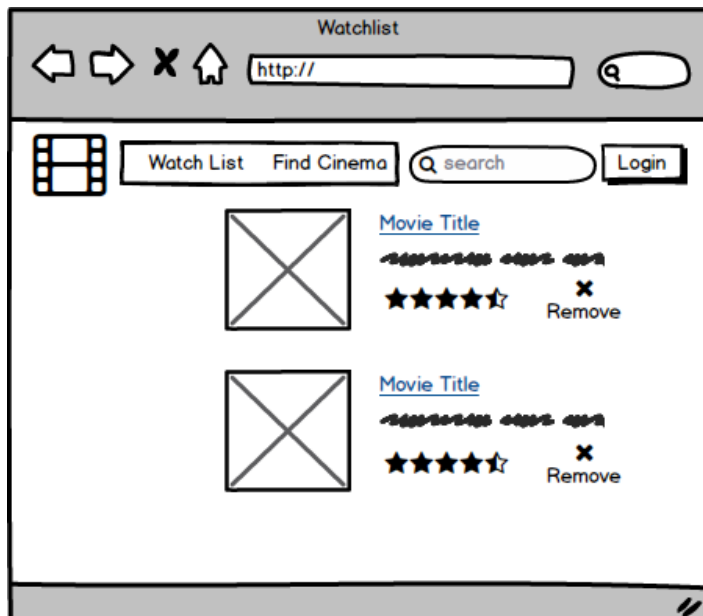 Watchlist
http://
Watch List Find Cinema search Login
Movie Title
Remove
Movie Title
Remove